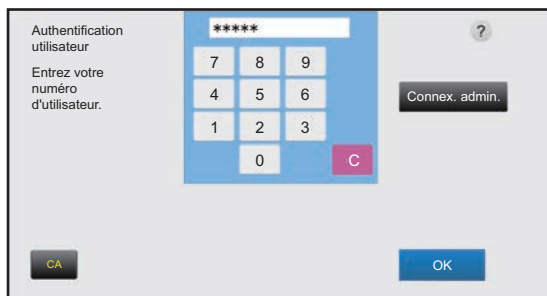 Authentification
utilisateur
Entrez votre
numéro
d'utilisateur.
*****
?
7 8 9
4 5 6
1 2 3
0 C
Connex. admin.
CA
OK